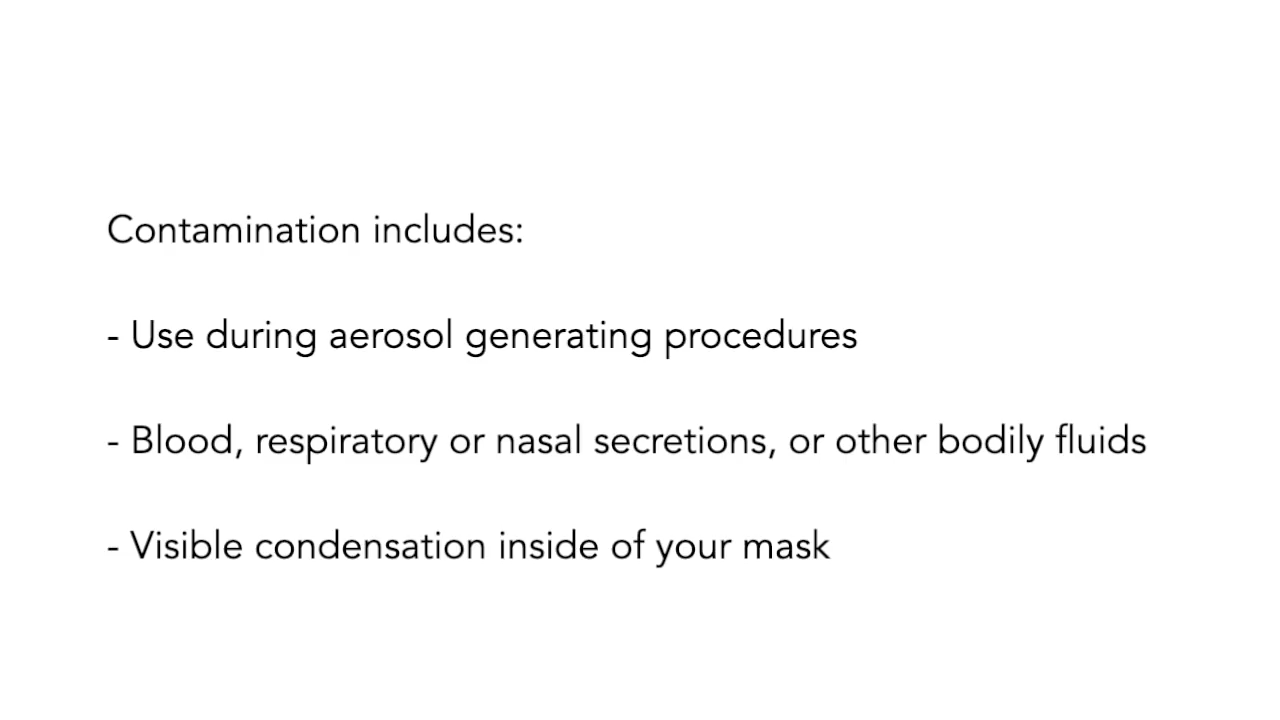 Contamination includes:
- Use during aerosol generating procedures
- Blood, respiratory or nasal secretions, or other bodily fluids
- Visible condensation inside of your mask